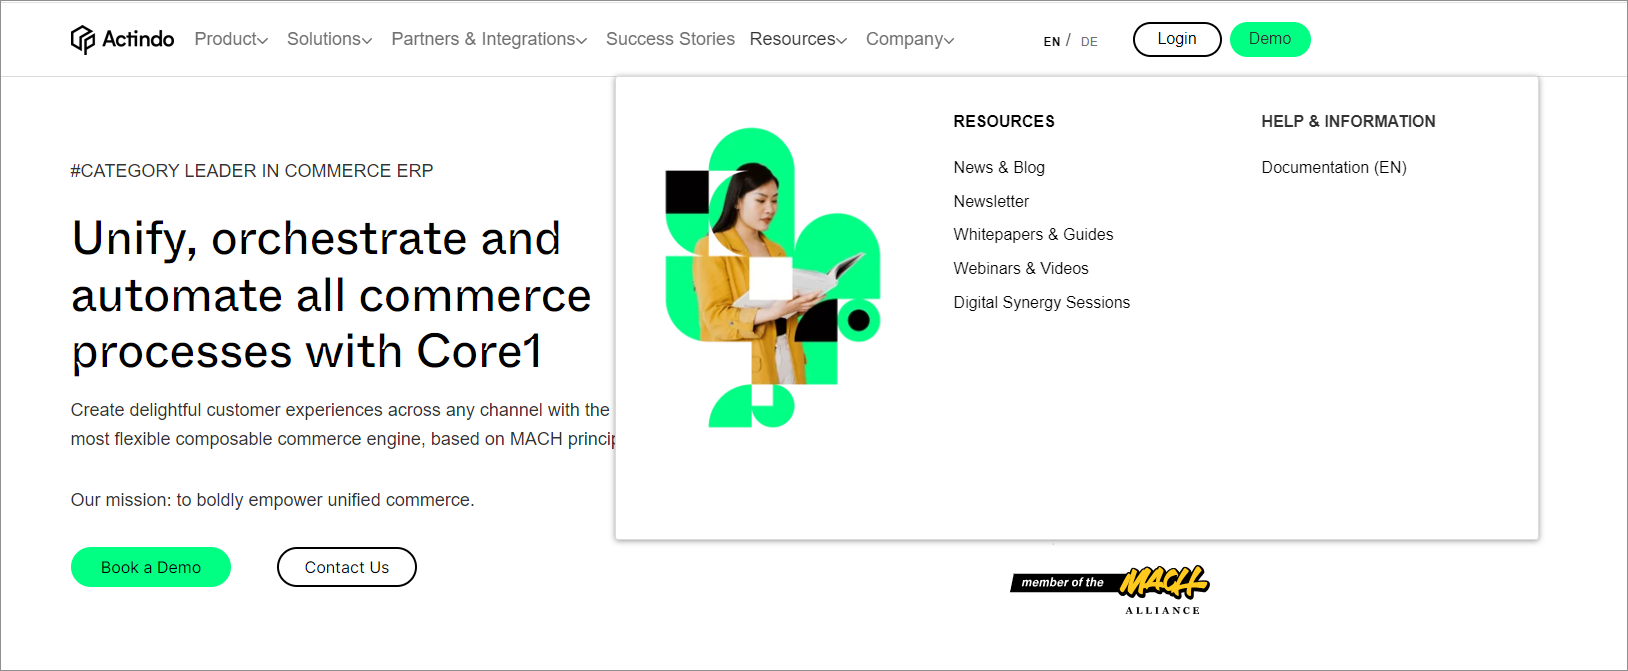 Actindo Product Solutions Partners & Integrations Success Stories Resources Company EN / DE Login Demo
#CATEGORY LEADER IN COMMERCE ERP
Unify, orchestrate and
automate all commerce
processes with Core1
Create delightful customer experiences across any channel with the
most flexible composable commerce engine, based on MACH
Our mission: to boldly empower unified commerce.
Book a Demo Contact Us
RESOURCES
News & Blog
Newsletter
Whitepapers & Guides
Webinars & Videos
Digital Synergy Sessions
HELP & INFORMATION
Documentation (EN)
member of the MACH
ALLIANCE